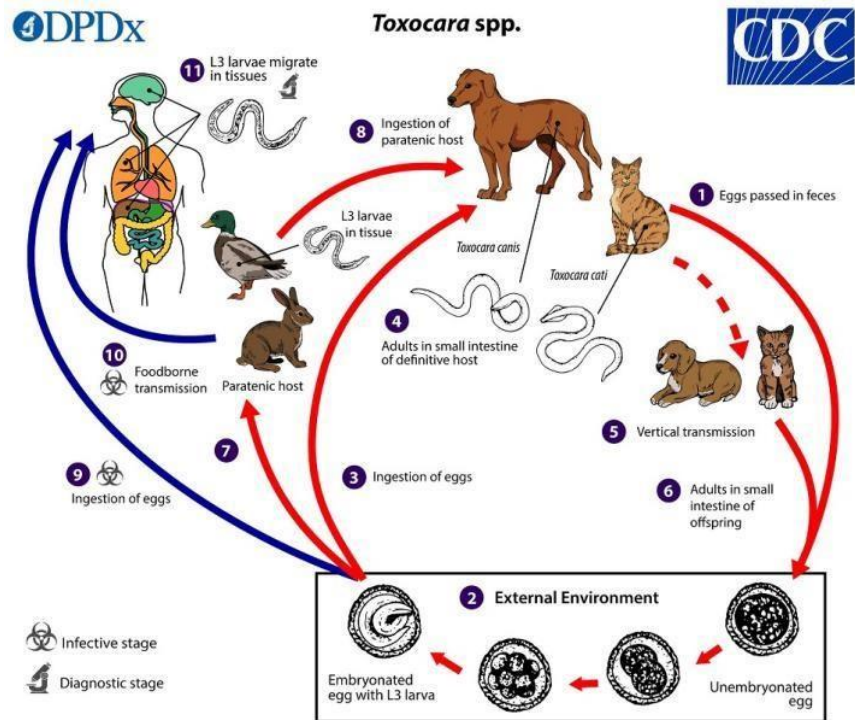 DPDx
Toxocara spp.
CDC
11 L3 larvae migrate
in tissues
8 Ingestion of
paratenic host
1 Eggs passed in feces
L3 larvae
in tissue
Toxocara canis
Toxocara cati
4
Adults in small intestine
of definitive host
10
Foodborne
transmission
Paratenic host
5 Vertical transmission
7
9
Ingestion of eggs
3 Ingestion of eggs
6 Adults in small
intestine of
offspring
2 External Environment
Embryonated
egg with L3 larva
Unembryonated
egg
Infective stage
Diagnostic stage